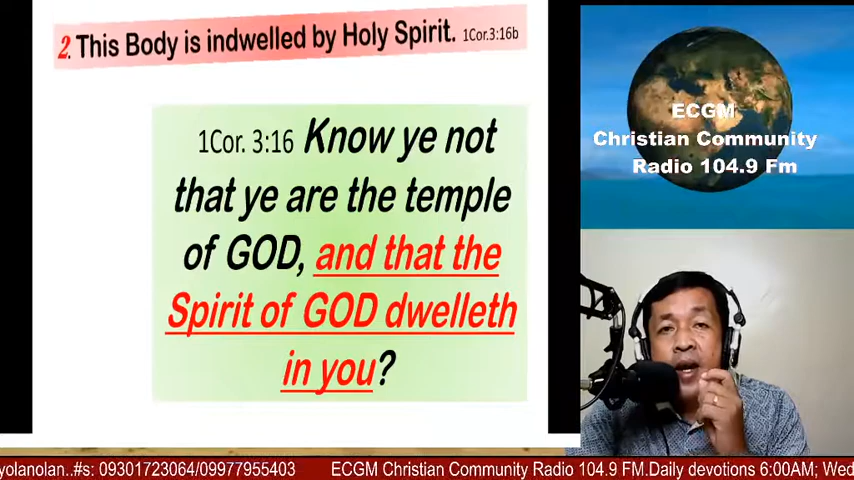 2. This Body is indwelled by Holy Spirit. 1Cor.3:16b
1Cor. 3:16 Know ye not
that ye are the temple
of GOD, and that the
Spirit of GOD dwelleth
in you?
ECGM
Christian Community
Radio 104.9 Fm
yolanolan..#s: 09301723064/09977955403 ECGM Christian Community Radio 104.9 FM.Daily devotions 6:00AM; Wed